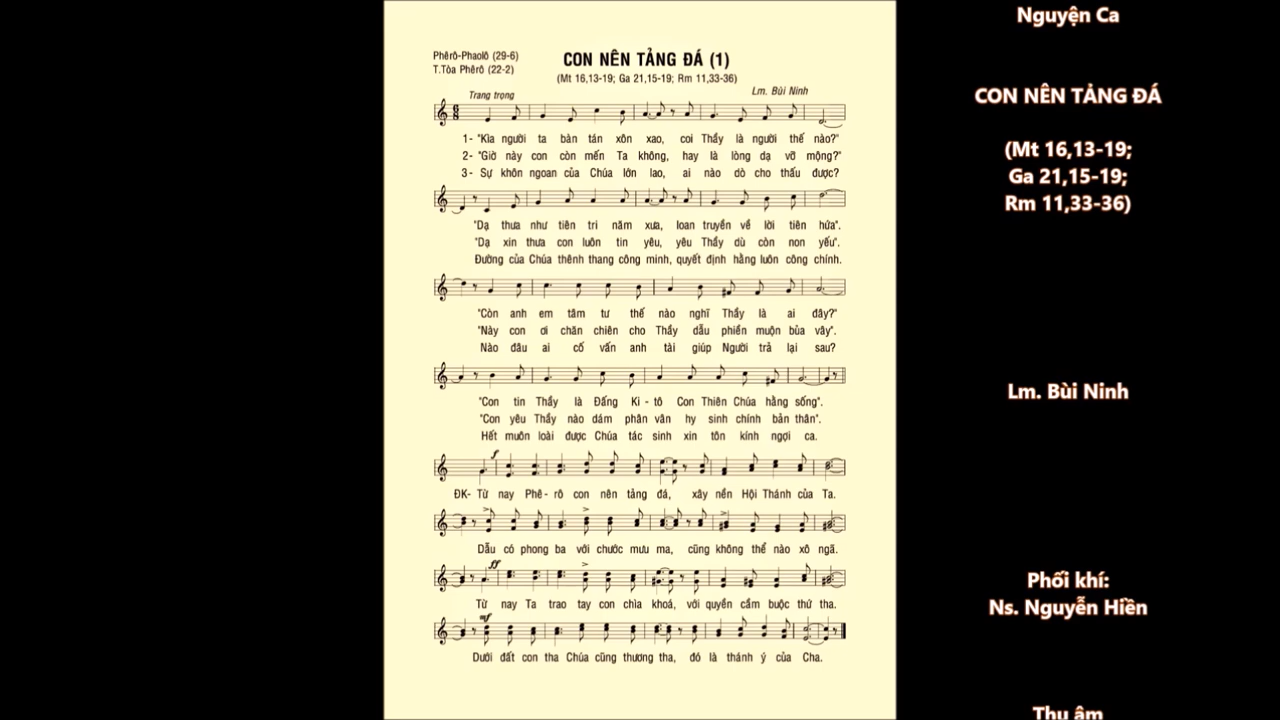 Phêrô-Phaolô (29-6)
T.Tòa Phêrô (22-2)
CON NÊN TẢNG ĐÁ (1)
(Mt 16,13-19; Ga 21,15-19; Rm 11,33-36)
Trang trọng
Lm. Bùi Ninh
1- "Kìa người ta bàn tán xôn xao, coi Thầy là người thế nào?"
2- "Giờ này con còn mến Ta không, hay là lòng dạ vỡ mộng?"
3- Sự khôn ngoan của Chúa lớn lao, ai nào dò cho thấu được?
"Dạ thưa như tiên tri năm xưa, loan truyền về lời tiên hứa".
"Dạ xin thưa con luôn tin yêu, yêu Thầy dù còn non yếu".
Đường của Chúa thênh thang công minh, quyết định hằng luôn công chính.
"Còn anh em tâm tư thế nào nghĩ Thầy là ai đây?"
"Này con ơi chăn chiên cho Thầy dẫu phiền muộn bủa vây".
Nào đâu ai cố vấn anh tài giúp Người trả lại sau?
"Con tin Thầy là Đấng Ki-tô Con Thiên Chúa hằng sống".
"Con yêu Thầy nào dám phân vân hy sinh chính bản thân".
Hết muôn loài được Chúa tác sinh xin tôn kính ngợi ca.
f
ĐK- Từ nay Phê-rô con nên tảng đá, xây nền Hội Thánh của Ta.
Dẫu có phong ba với chước mưu ma, cũng không thể nào xô ngã.
ff
Từ nay Ta trao tay con chìa khoá, với quyền cầm buộc thứ tha.
mf
Dưới đất con tha Chúa cũng thương tha, đó là thánh ý của Cha.
Nguyện Ca
CON NÊN TẢNG ĐÁ
(Mt 16,13-19;
Ga 21,15-19;
Rm 11,33-36)
Lm. Bùi Ninh
Phối khí:
Ns. Nguyễn Hiền
Thu âm